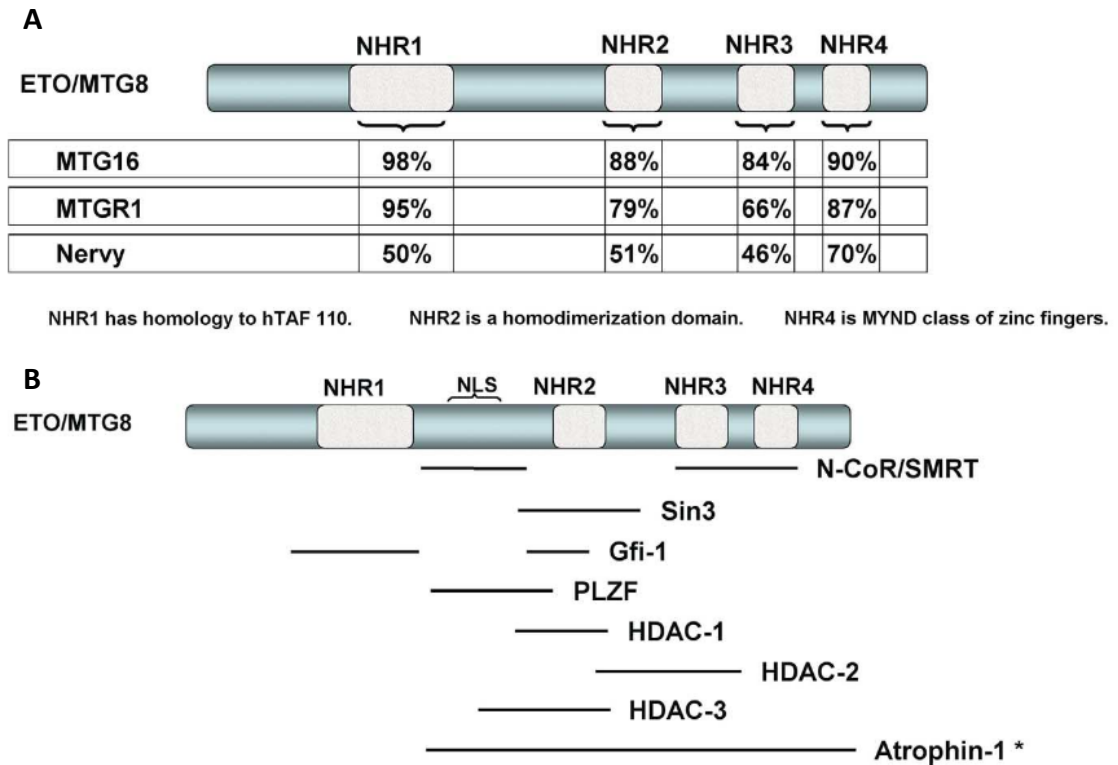 A
NHR1 NHR2 NHR3 NHR4
ETO/MTG8
MTG16 98% 88% 84% 90%
MTGR1 95% 79% 66% 87%
Nervy 50% 51% 46% 70%
NHR1 has homology to hTAF 110. NHR2 is a homodimerization domain. NHR4 is MYND class of zinc fingers.
B
NHR1 NLS NHR2 NHR3 NHR4
ETO/MTG8
N-CoR/SMRT
Sin3
Gfi-1
PLZF
HDAC-1
HDAC-2
HDAC-3
Atrophin-1 *